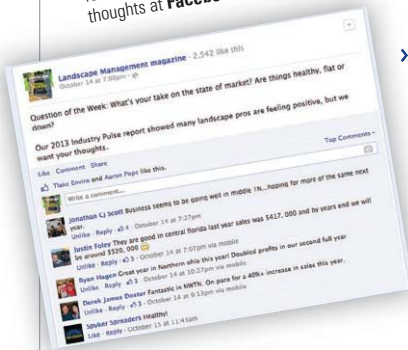 thoughts at Facebo
Landscape Management magazine · 2,542 like this
October 14 at 7:00pm ·
Question of the Week: What's your take on the state of market? Are things healthy, flat or
down?
Our 2013 Industry Pulse report showed many landscape pros are feeling positive, but we
want your thoughts.
Like · Comment · Share
Tiako Enviro and Aaron Pape like this.
Top Comments
Write a comment...
Jonathan CJ Scott Business seems to be going well in middle TN...hoping for more of the same next
year.
Unlike · Reply · 4 · October 14 at 7:27pm
Justin Foley They are good in central florida last year sales was $417, 000 and by years end we will
be around $520, 000
Unlike · Reply · 3 · October 14 at 7:07pm via mobile
Ryan Hagen Great year in Northern ohio this year! Doubled profits in our second full year
Unlike · Reply · 3 · October 14 at 10:27pm via mobile
Derek James Doster Fantastic in NWTN. On pace for a 40%+ increase in sales this year.
Unlike · Reply · 3 · October 14 at 9:13pm via mobile
Spyker Spreaders Healthy!
Like · Reply · October 15 at 11:43am